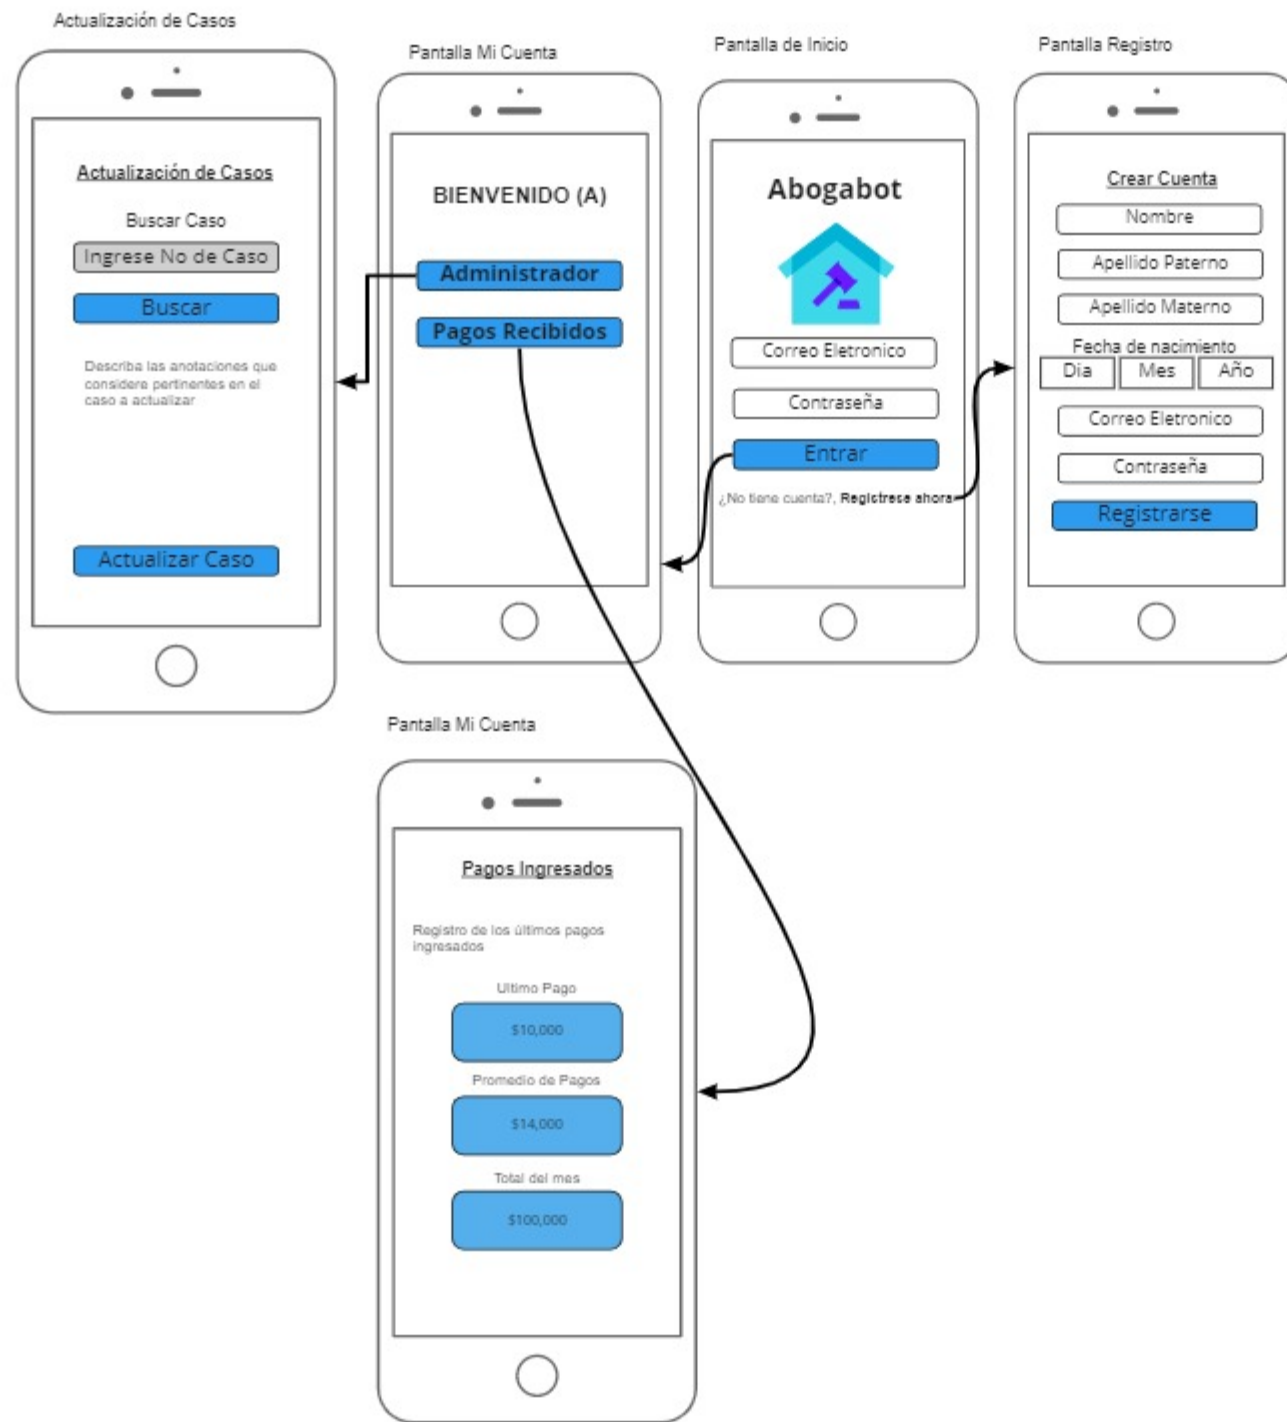 Actualización de Casos
Actualización de Casos
Buscar Caso
Ingrese No de Caso
Buscar
Describa las anotaciones que
considere pertinentes en el
caso a actualizar
Actualizar Caso
Pantalla Mi Cuenta
BIENVENIDO (A)
Administrador
Pagos Recibidos
Pantalla de Inicio
Abogabot
Correo Eletronico
Contraseña
Entrar
¿No tiene cuenta?, Registrese ahora
Pantalla Registro
Crear Cuenta
Nombre
Apellido Paterno
Apellido Materno
Fecha de nacimiento
Dia Mes Año
Correo Eletronico
Contraseña
Registrarse
Pantalla Mi Cuenta
Pagos Ingresados
Registro de los últimos pagos
ingresados
Ultimo Pago
$10,000
Promedio de Pagos
$14,000
Total del mes
$100,000